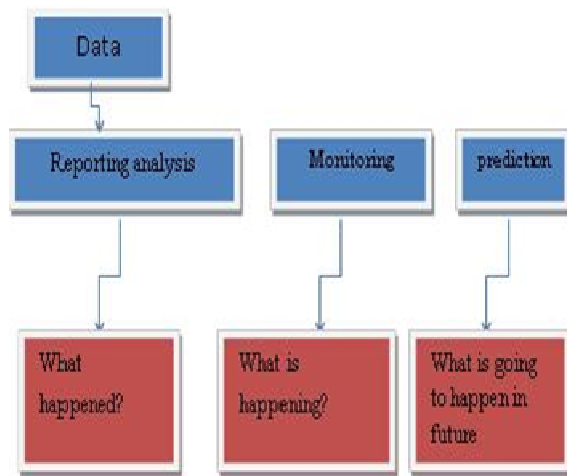 Data
Reporting analysis
Monitoring
prediction
What
happened?
What is
happening?
What is going
to happen in
future